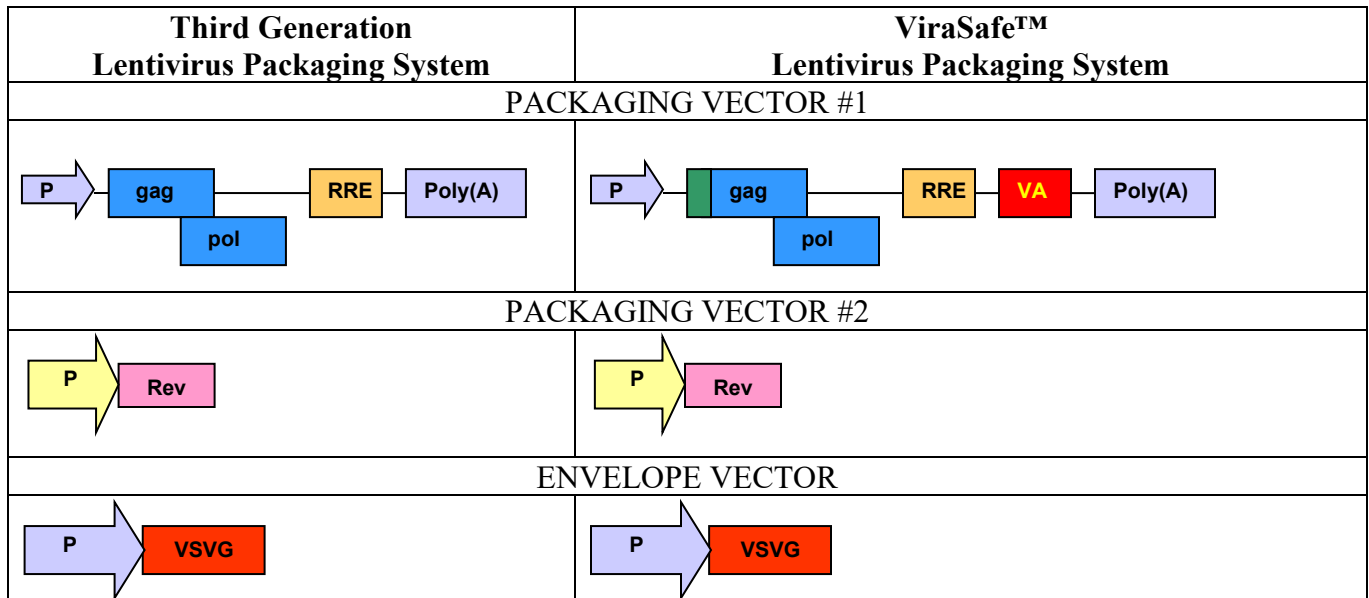 Third Generation
Lentivirus Packaging System
ViraSafe™
Lentivirus Packaging System
PACKAGING VECTOR #1
P gag RRE Poly(A)
pol
P gag RRE VA Poly(A)
pol
PACKAGING VECTOR #2
P Rev
P Rev
ENVELOPE VECTOR
P VSVG
P VSVG